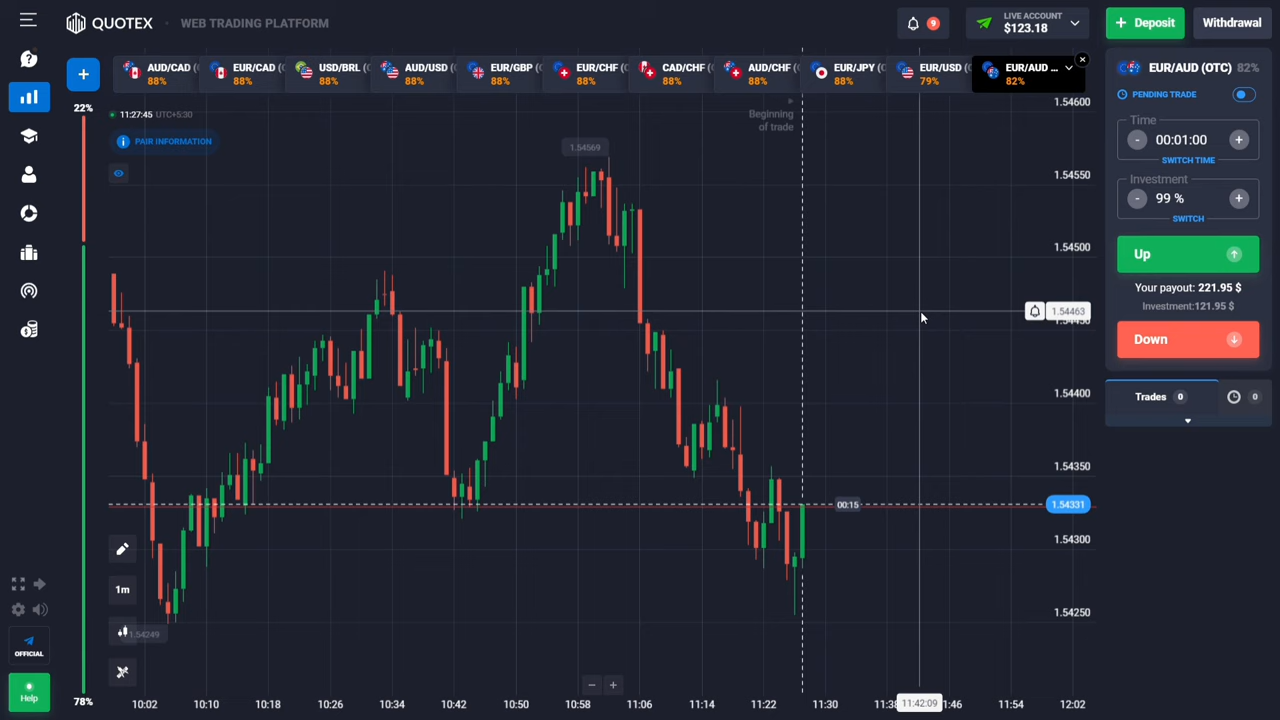 QUOTEX
WEB TRADING PLATFORM
9
LIVE ACCOUNT
$123.18
Deposit
Withdrawal
AUD/CAD
88%
EUR/CAD
88%
USD/BRL
88%
AUD/USD
88%
EUR/GBP
88%
EUR/CHF
88%
CAD/CHF
88%
AUD/CHF
88%
EUR/JPY
88%
EUR/USD
79%
EUR/AUD ...
82%
22%
11:27:45 UTC+5:30
PAIR INFORMATION
Beginning
of trade
1.54569
1.54600
1.54550
1.54500
1.54463
1.54400
1.54350
1.54331
1.54300
1.54250
00:15
1m
1.54249
78%
10:02
10:10
10:18
10:26
10:34
10:42
10:50
10:58
11:06
11:14
11:22
11:30
11:42:09
11:54
12:02
EUR/AUD (OTC) 82%
PENDING TRADE
Time
- 00:01:00 +
SWITCH TIME
Investment
- 99 % +
SWITCH
Up
Your payout: 221.95 $
Investment:121.95 $
Down
Trades 0
0
OFFICIAL
Help